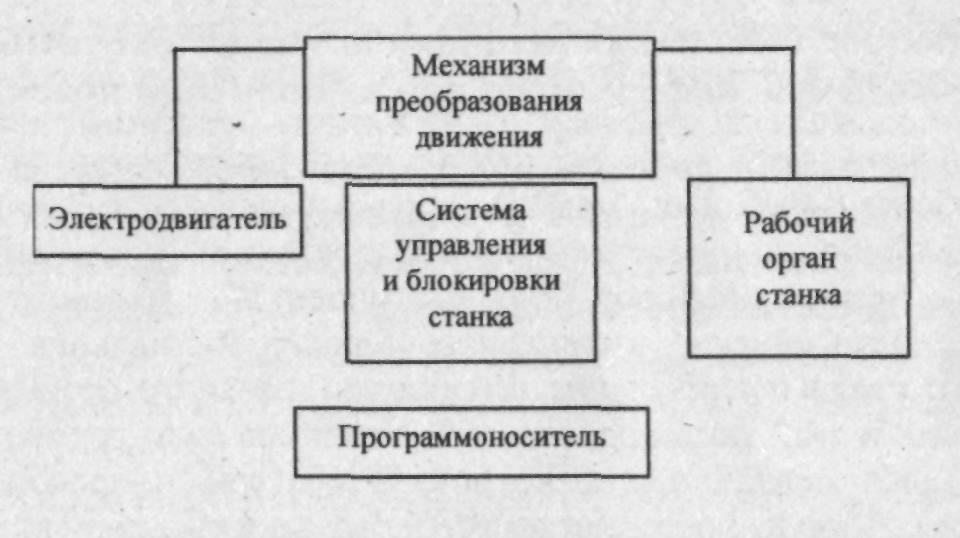 Механизм
преобразования
движения
Электродвигатель
Система
управления
и блокировки
станка
Рабочий
орган
станка
Программоноситель